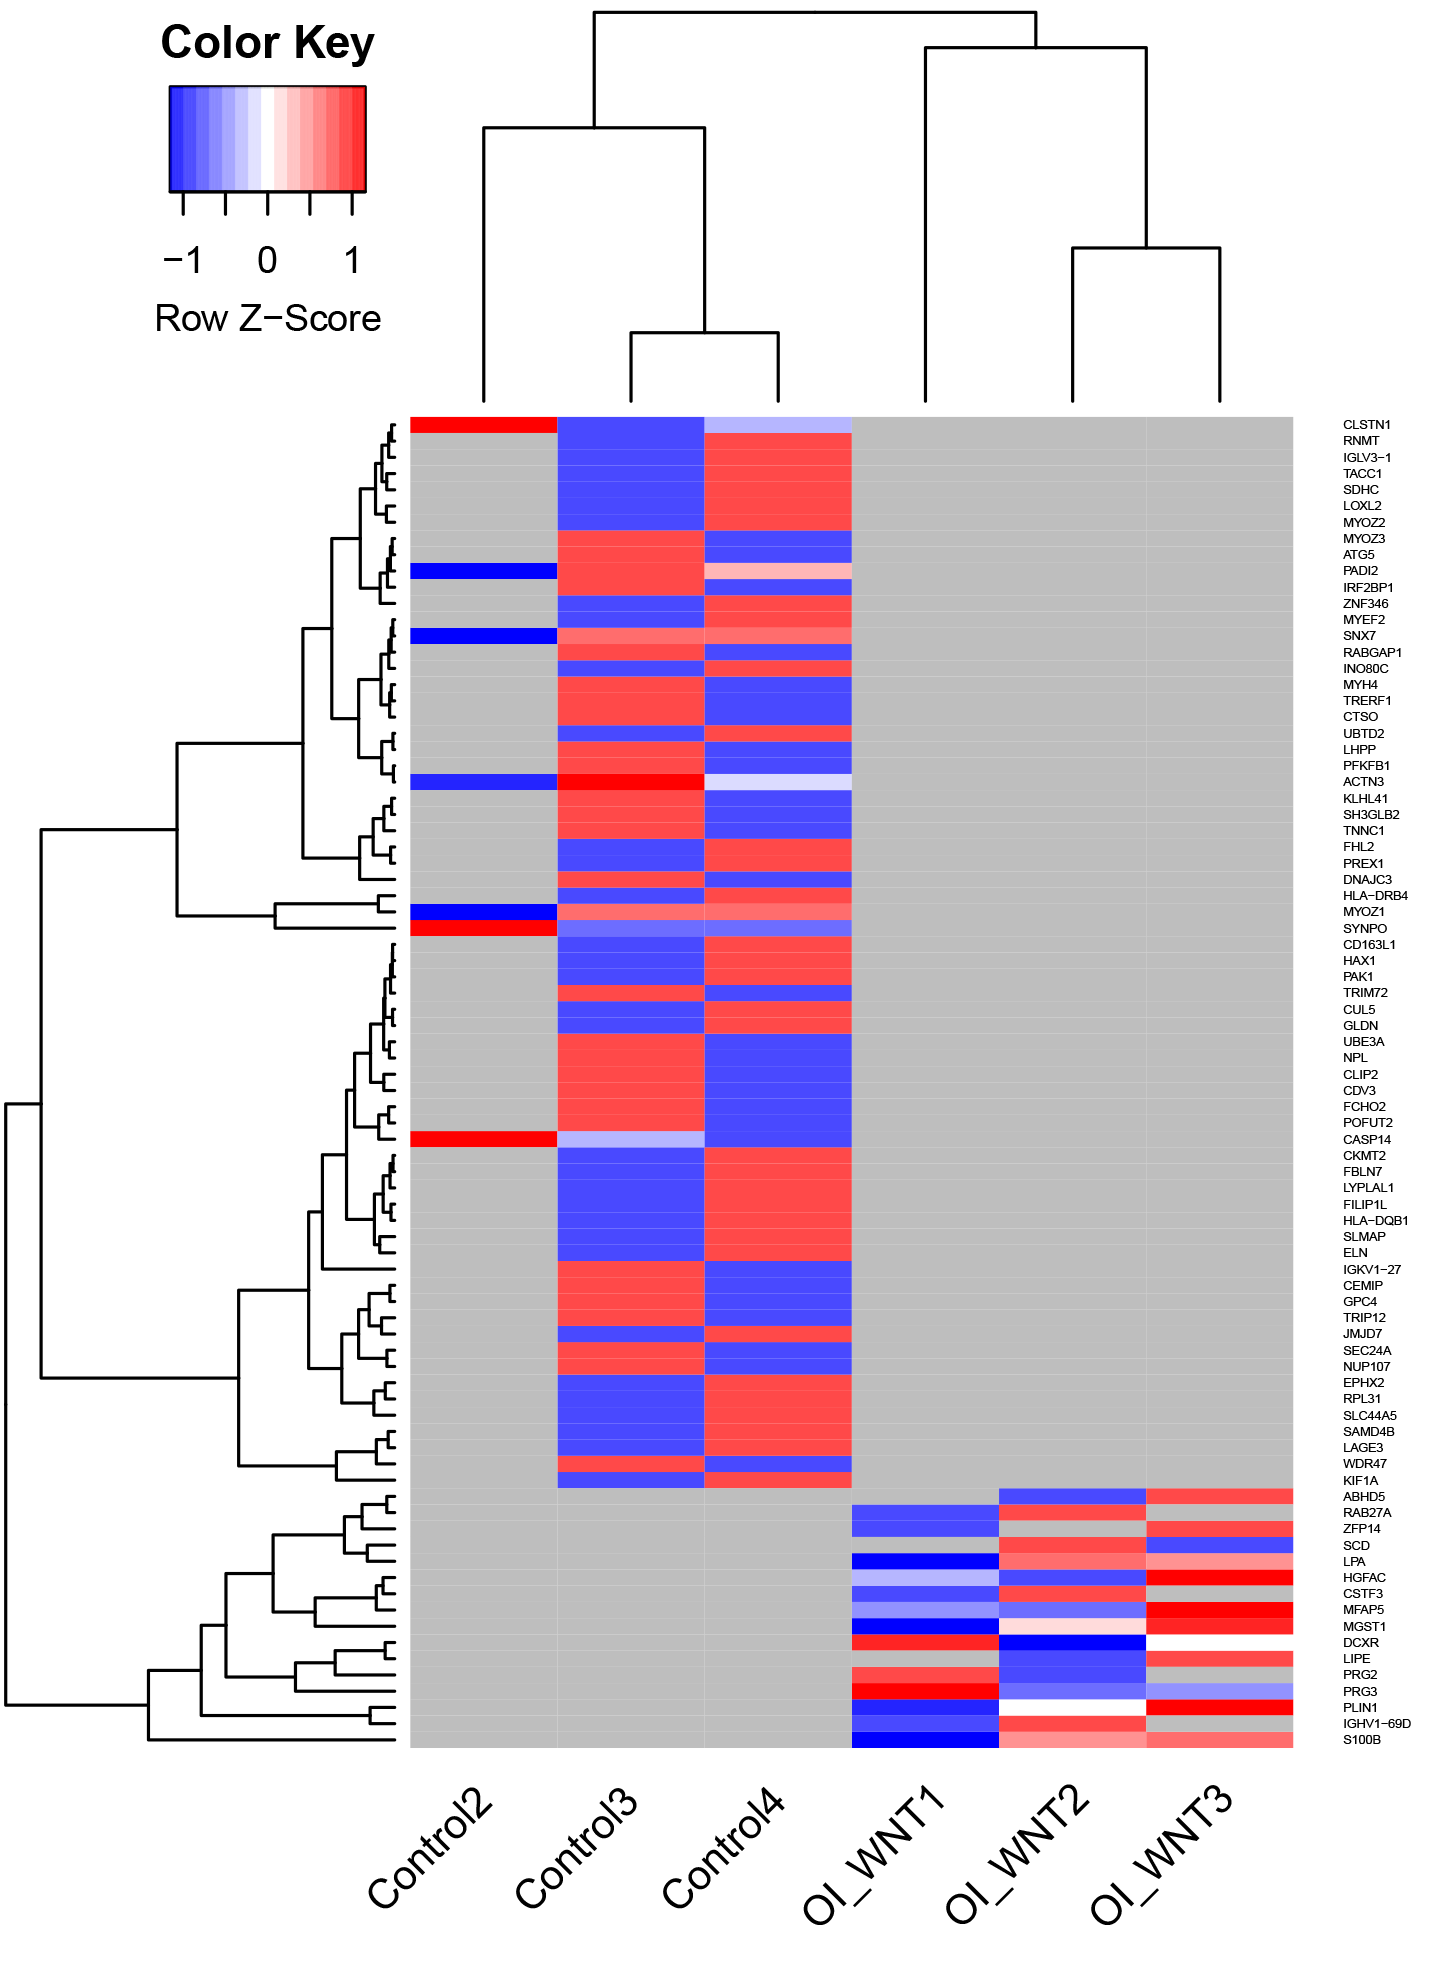 Color Key
−1 0 1
Row Z−Score
CLSTN1
RNMT
IGLV3−1
TACC1
SDHC
LOXL2
MYOZ2
MYOZ3
ATG5
PADI2
IRF2BP1
ZNF346
MYEF2
SNX7
RABGAP1
INO80C
MYH4
TRERF1
CTSO
UBTD2
LHPP
PFKFB1
ACTN3
KLHL41
SH3GLB2
TNNC1
FHL2
PREX1
DNAJC3
HLA−DRB4
MYOZ1
SYNPO
CD163L1
HAX1
PAK1
TRIM72
CUL5
GLDN
UBE3A
NPL
CLIP2
CDV3
FCHO2
POFUT2
CASP14
CKMT2
FBLN7
LYPLAL1
FILIP1L
HLA−DQB1
SLMAP
ELN
IGKV1−27
CEMIP
GPC4
TRIP12
JMJD7
SEC24A
NUP107
EPHX2
RPL31
SLC44A5
SAMD4B
LAGE3
WDR47
KIF1A
ABHD5
RAB27A
ZFP14
SCD
LPA
HGFAC
CSTF3
MFAP5
MGST1
DCXR
LIPE
PRG2
PRG3
PLIN1
IGHV1−69D
S100B
Control2
Control3
Control4
OI_WNT1
OI_WNT2
OI_WNT3